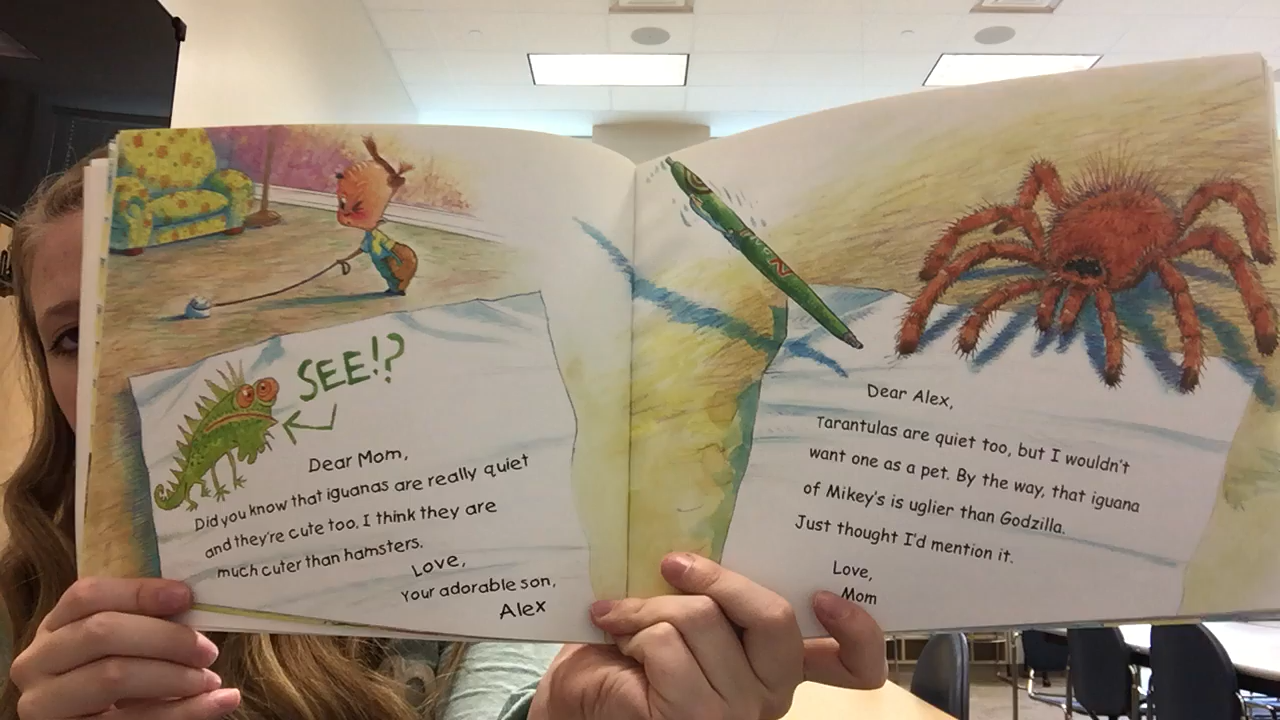 SEE!?
Dear Mom,
Did you know that iguanas are really quiet
and they're cute too. I think they are
much cuter than hamsters.
Love,
Your adorable son,
Alex
Dear Alex,
Tarantulas are quiet too, but I wouldn't
want one as a pet. By the way, that iguana
of Mikey's is uglier than Godzilla.
Just thought I'd mention it.
Love,
Mom